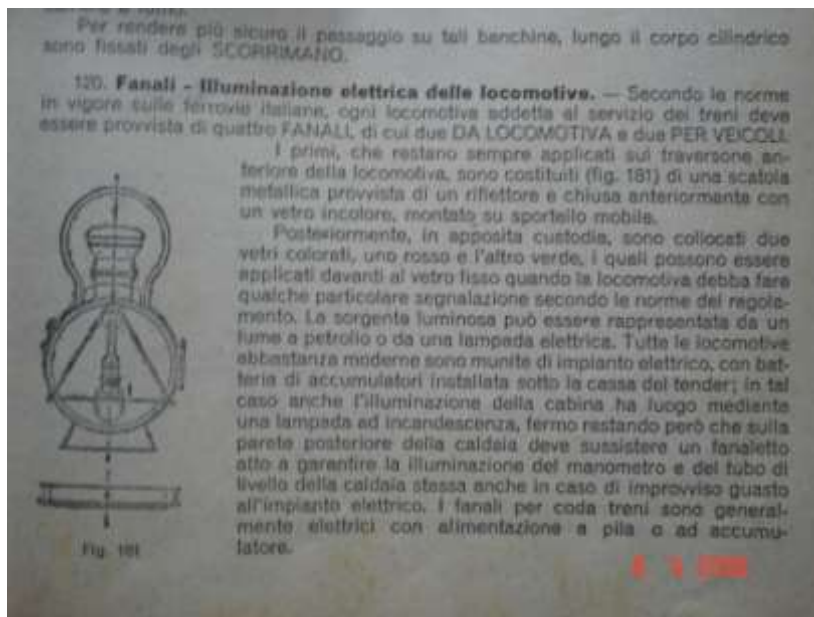 Per rendere più sicuro il passaggio su tali banchine, lungo il corpo cilindrico
sono fissati degli SCORRIMANO.
120. Fanali - Illuminazione elettrica delle locomotive. — Secondo le norme
in vigore sulle ferrovie italiane, ogni locomotiva addetta al servizio dei treni deve
essere provvista di quattro FANALI, di cui due DA LOCOMOTIVA e due PER VEICOLI.
I primi, che restano sempre applicati sul traversone an-
teriore della locomotiva, sono costituiti (fig. 181) di una scatola
metallica provvista di un riflettore e chiusa anteriormente con
un vetro incolore, montato su sportello mobile.
Posteriormente, in apposita custodia, sono collocati due
vetri colorati, uno rosso e l'altro verde, i quali possono essere
applicati davanti al vetro fisso quando la locomotiva debba fare
qualche particolare segnalazione secondo le norme del regola-
mento. La sorgente luminosa può essere rappresentata da un
lume a petrolio o da una lampada elettrica. Tutte le locomotive
abbastanza moderne sono munite di impianto elettrico, con bat-
teria di accumulatori installata sotto la cassa del tender; in tal
caso anche l'illuminazione della cabina ha luogo mediante
una lampada ad incandescenza, fermo restando però che sulla
parete posteriore della caldaia deve sussistere un fanaletto
atto a garantire la illuminazione del manometro e del tubo di
livello della caldaia stessa anche in caso di improvviso guasto
all'impianto elettrico. I fanali per coda treni sono general-
mente elettrici con alimentazione a pila o ad accumu-
latore.
Fig. 181